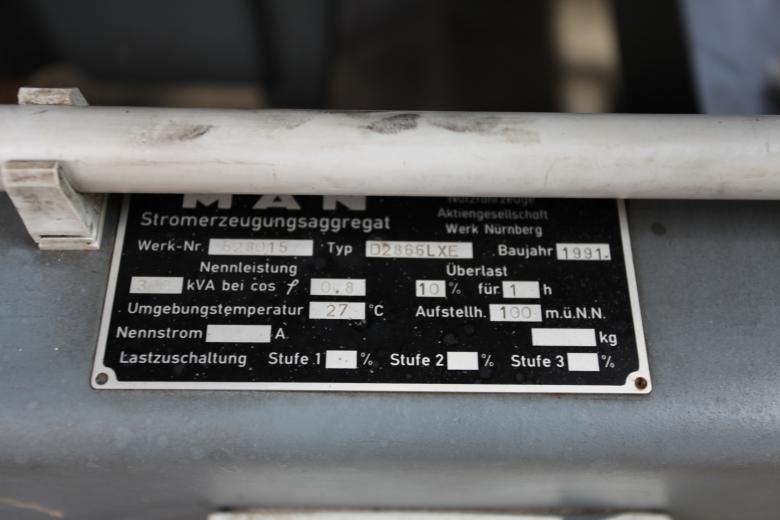 MAN
Nutzfahrzeuge
Stromerzeugungsaggregat
Aktiengesellschaft
Werk Nürnberg
Werk-Nr. Typ D2866LXE Baujahr 1991.
Nennleistung Überlast
kVA bei cos φ 0.8 10 % für 1 h
Umgebungstemperatur 27 °C Aufstellh. 100 m.ü.N.N.
Nennstrom A kg
Lastzuschaltung Stufe 1 % Stufe 2 % Stufe 3 %